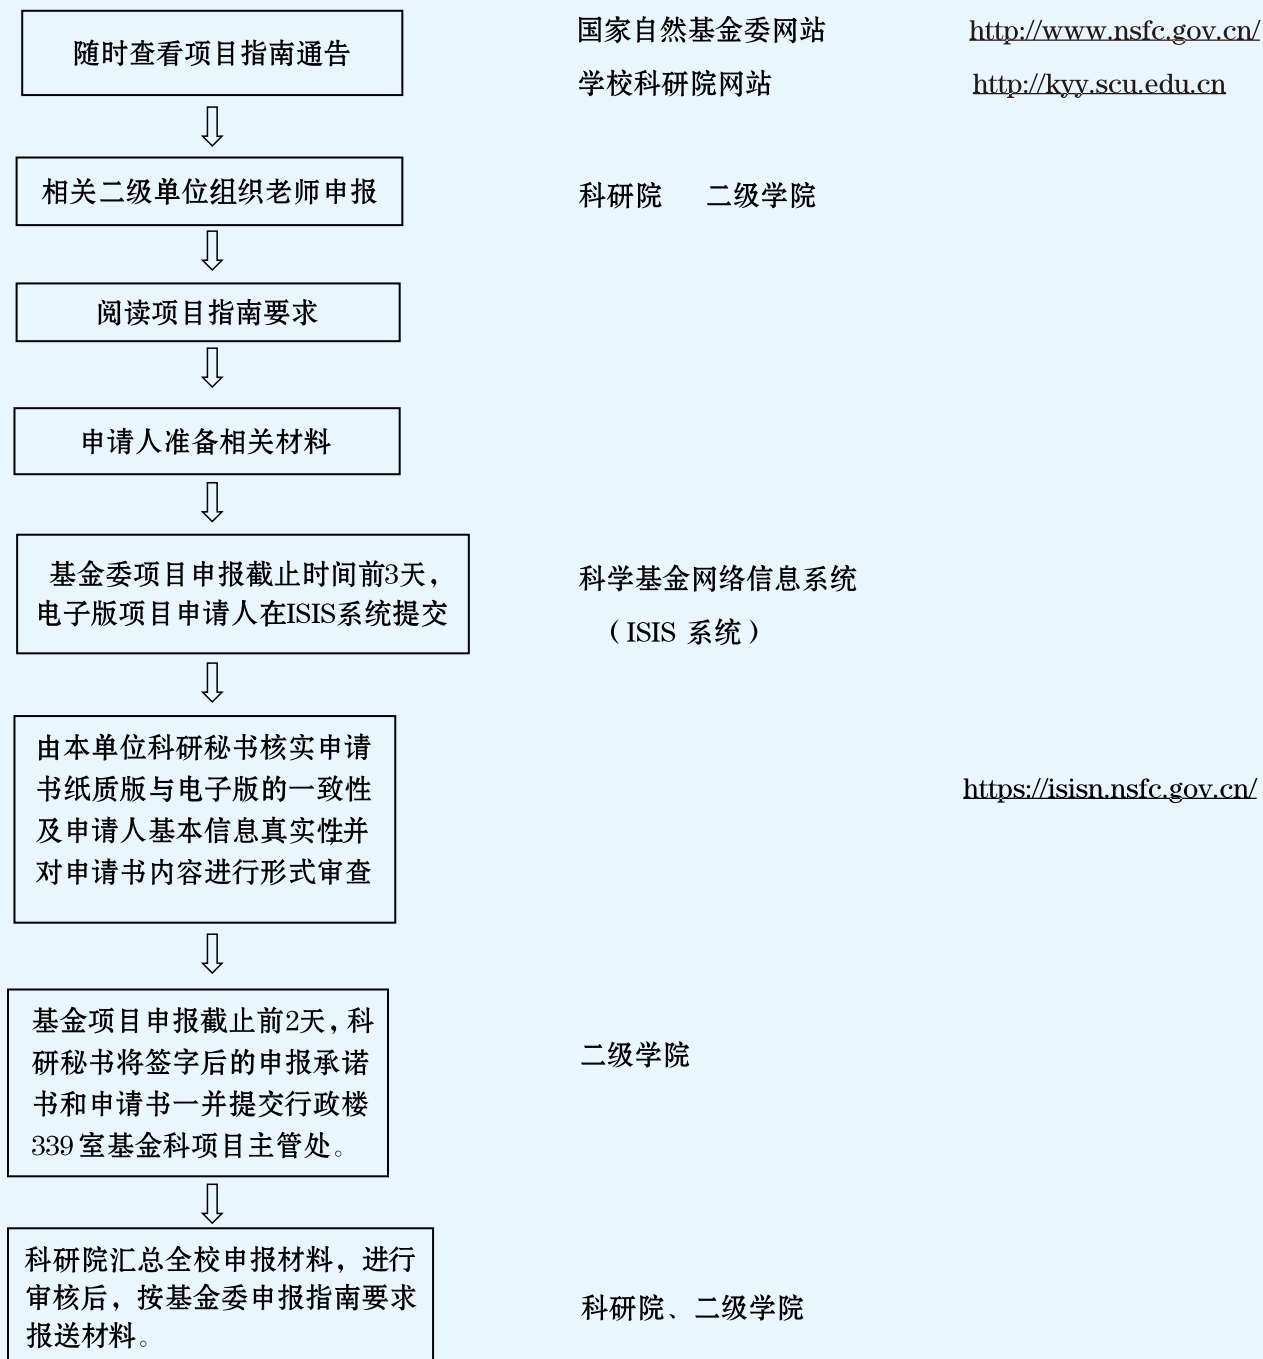 随时查看项目指南通告
国家自然基金委网站 http://www.nsfc.gov.cn/
学校科研院网站 http://kyy.scu.edu.cn
相关二级单位组织老师申报
科研院 二级学院
阅读项目指南要求
申请人准备相关材料
基金委项目申报截止时间前3天，
电子版项目申请人在ISIS系统提交
科学基金网络信息系统
（ISIS 系统）
由本单位科研秘书核实申请
书纸质版与电子版的一致性
及申请人基本信息真实性，并
对申请书内容进行形式审查
https://isisn.nsfc.gov.cn/
基金项目申报截止前2天，科
研秘书将签字后的申报承诺
书和申请书一并提交行政楼
339室基金科项目主管处。
二级学院
科研院汇总全校申报材料，进行
审核后，按基金委申报指南要求
报送材料。
科研院、二级学院